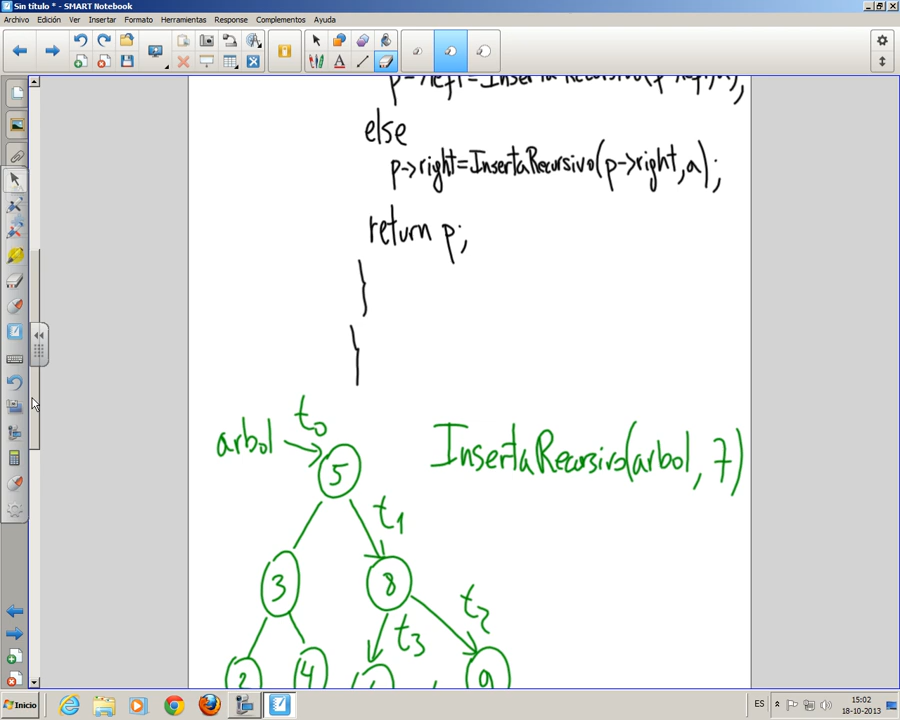 Sin título * - SMART Notebook
Archivo Edición Ver Insertar Formato Herramientas Response Complementos Ayuda
else
p->right=InsertaRecursivo(p->right,a);
return p;
}
}
arbol t0
5
InsertaRecursivo(arbol, 7)
t1
3
8
t2
t3
2
4
9
Inicio
ES
15:02
18-10-2013